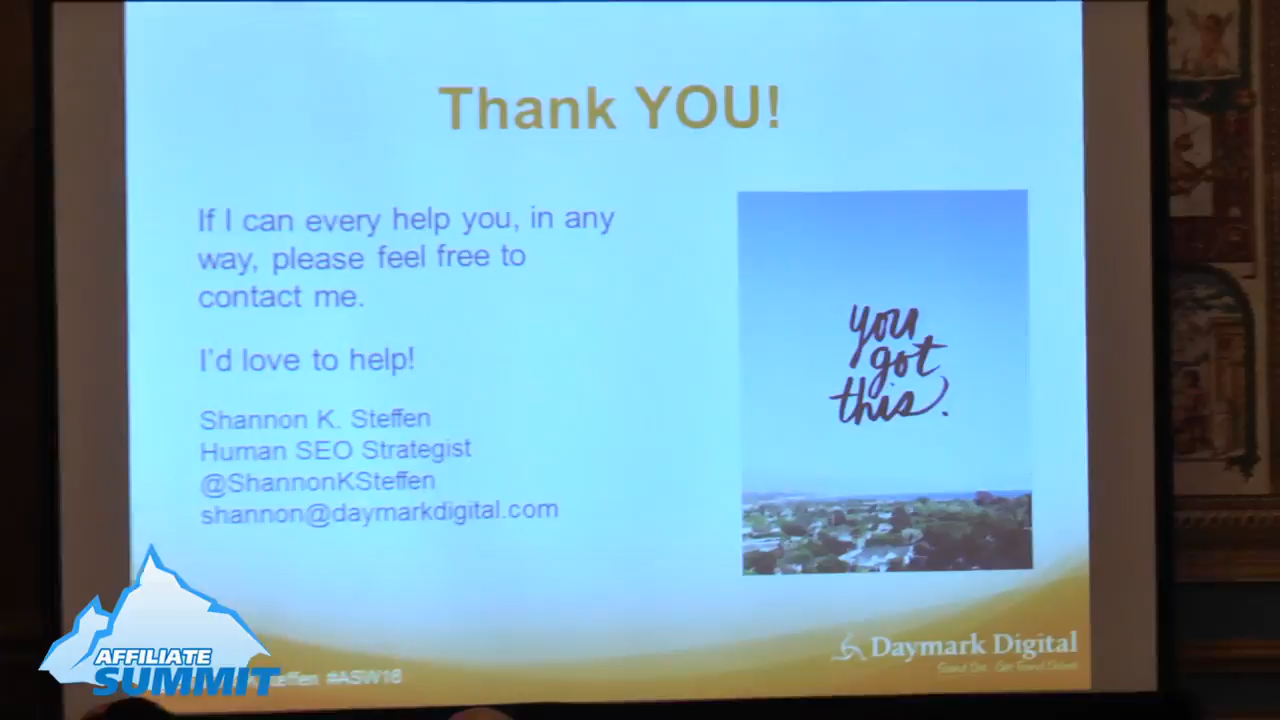 Thank YOU!
If I can every help you, in any
way, please feel free to
contact me.
I'd love to help!
Shannon K. Steffen
Human SEO Strategist
@ShannonKSteffen
shannon@daymarkdigital.com
you
got
this.
Daymark Digital
AFFILIATE
SUMMIT
#ASW16